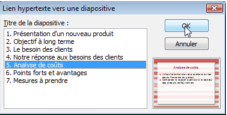 Lien hypertexte vers une diapositive
Titre de la diapositive :
1. Présentation d'un nouveau produit
2. Objectif à long terme
3. Le besoin des clients
4. Notre réponse aux besoins des clients
5. Analyse de coûts
6. Points forts et avantages
7. Mesures à prendre
OK
Annuler